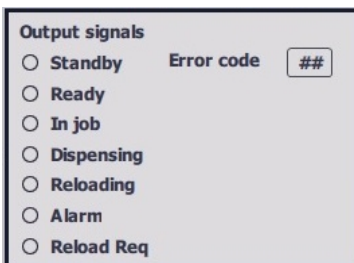 Output signals
Standby Error code ##
Ready
In job
Dispensing
Reloading
Alarm
Reload Req